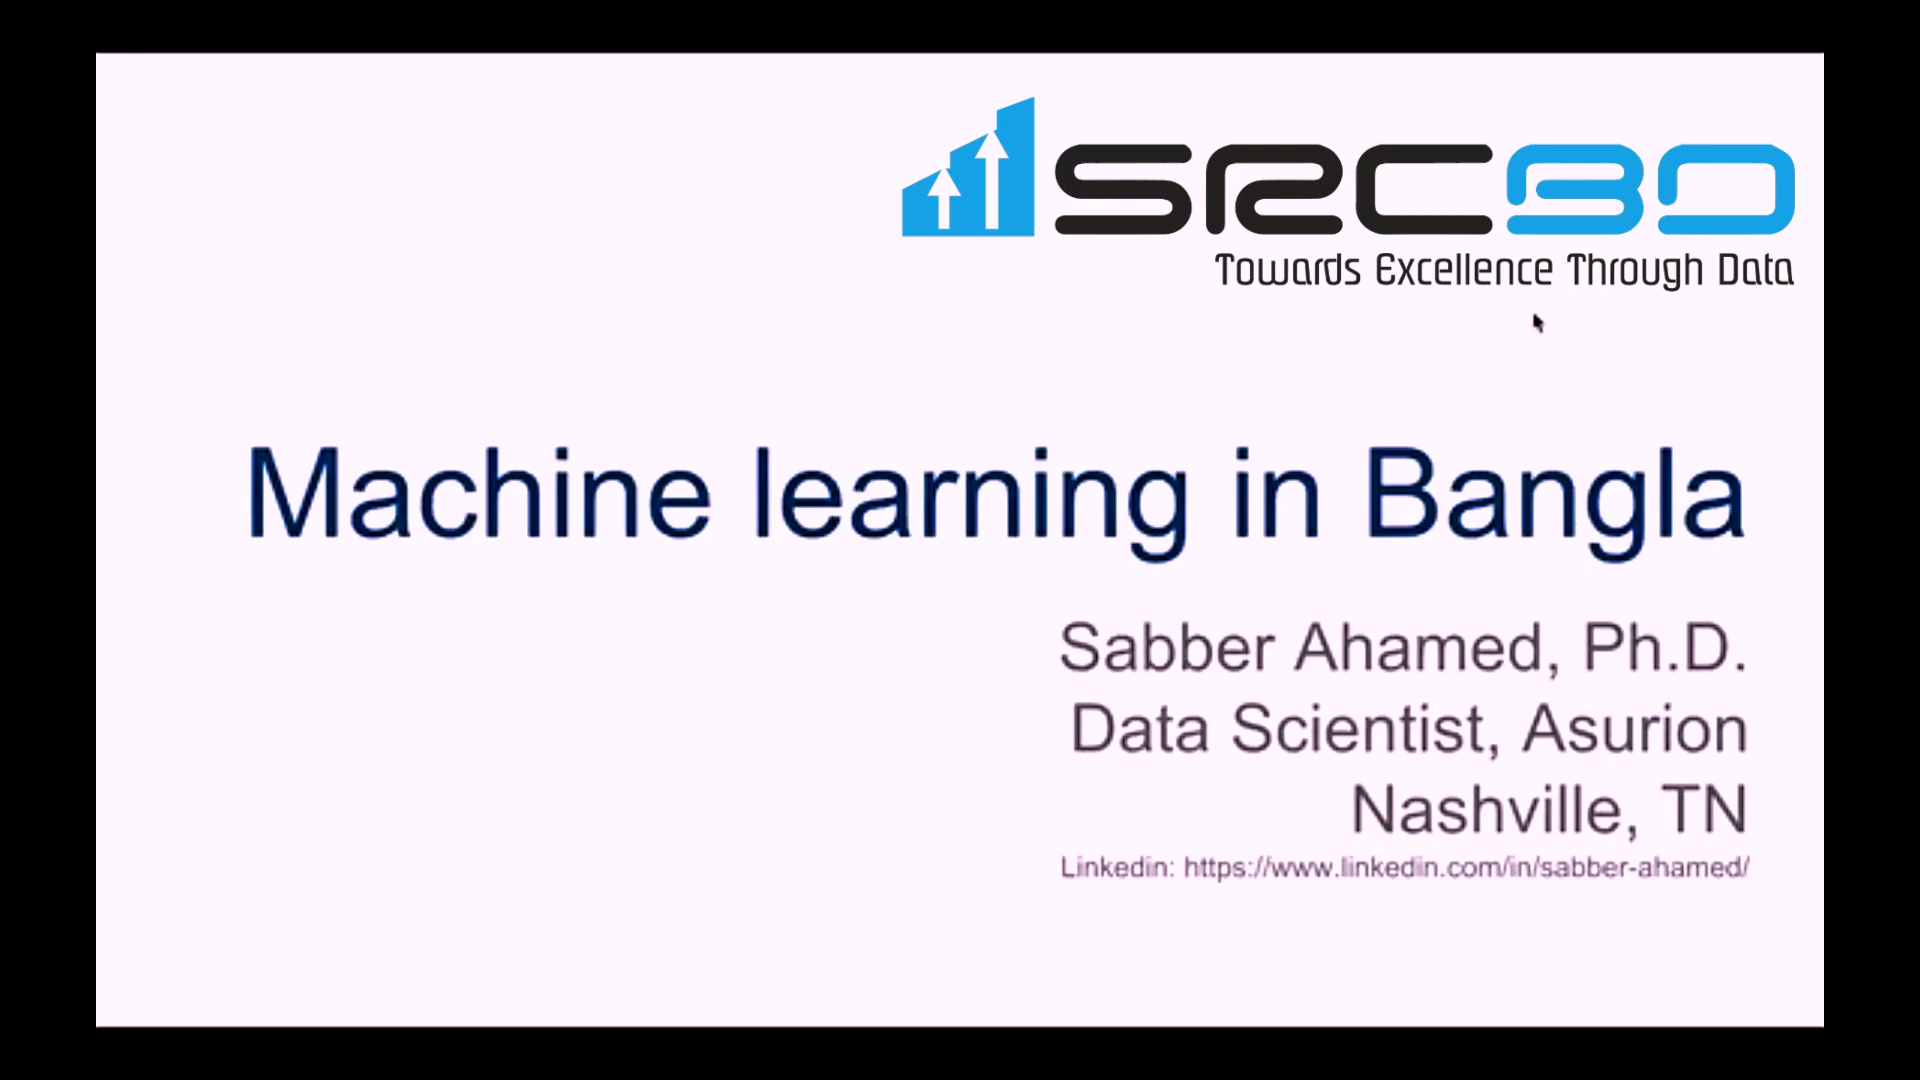 SRCBD
Towards Excellence Through Data
Machine learning in Bangla
Sabber Ahamed, Ph.D.
Data Scientist, Asurion
Nashville, TN
Linkedin: https://www.linkedin.com/in/sabber-ahamed/